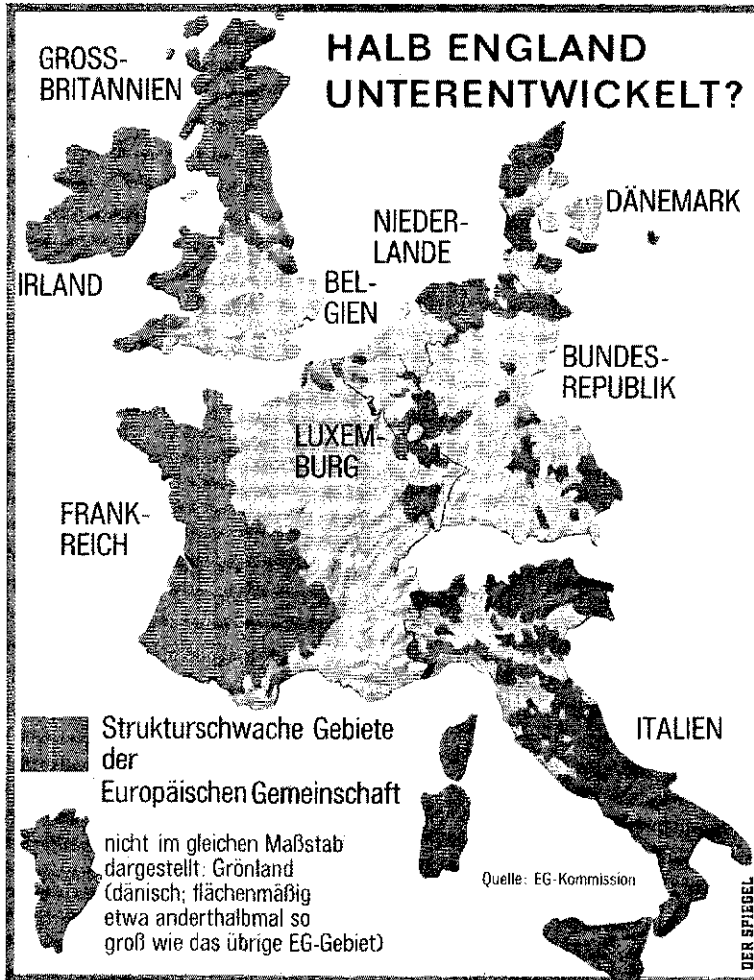 HALB ENGLAND
UNTERENTWICKELT?
GROSS-
BRITANNIEN
IRLAND
NIEDER-
LANDE
DÄNEMARK
BEL-
GIEN
BUNDES-
REPUBLIK
LUXEM-
BURG
FRANK-
REICH
ITALIEN
Strukturschwache Gebiete
der
Europäischen Gemeinschaft
nicht im gleichen Maßstab
dargestellt: Grönland
(dänisch; flächenmäßig
etwa anderthalbmal so
groß wie das übrige EG-Gebiet)
Quelle: EG-Kommission
DER SPIEGEL